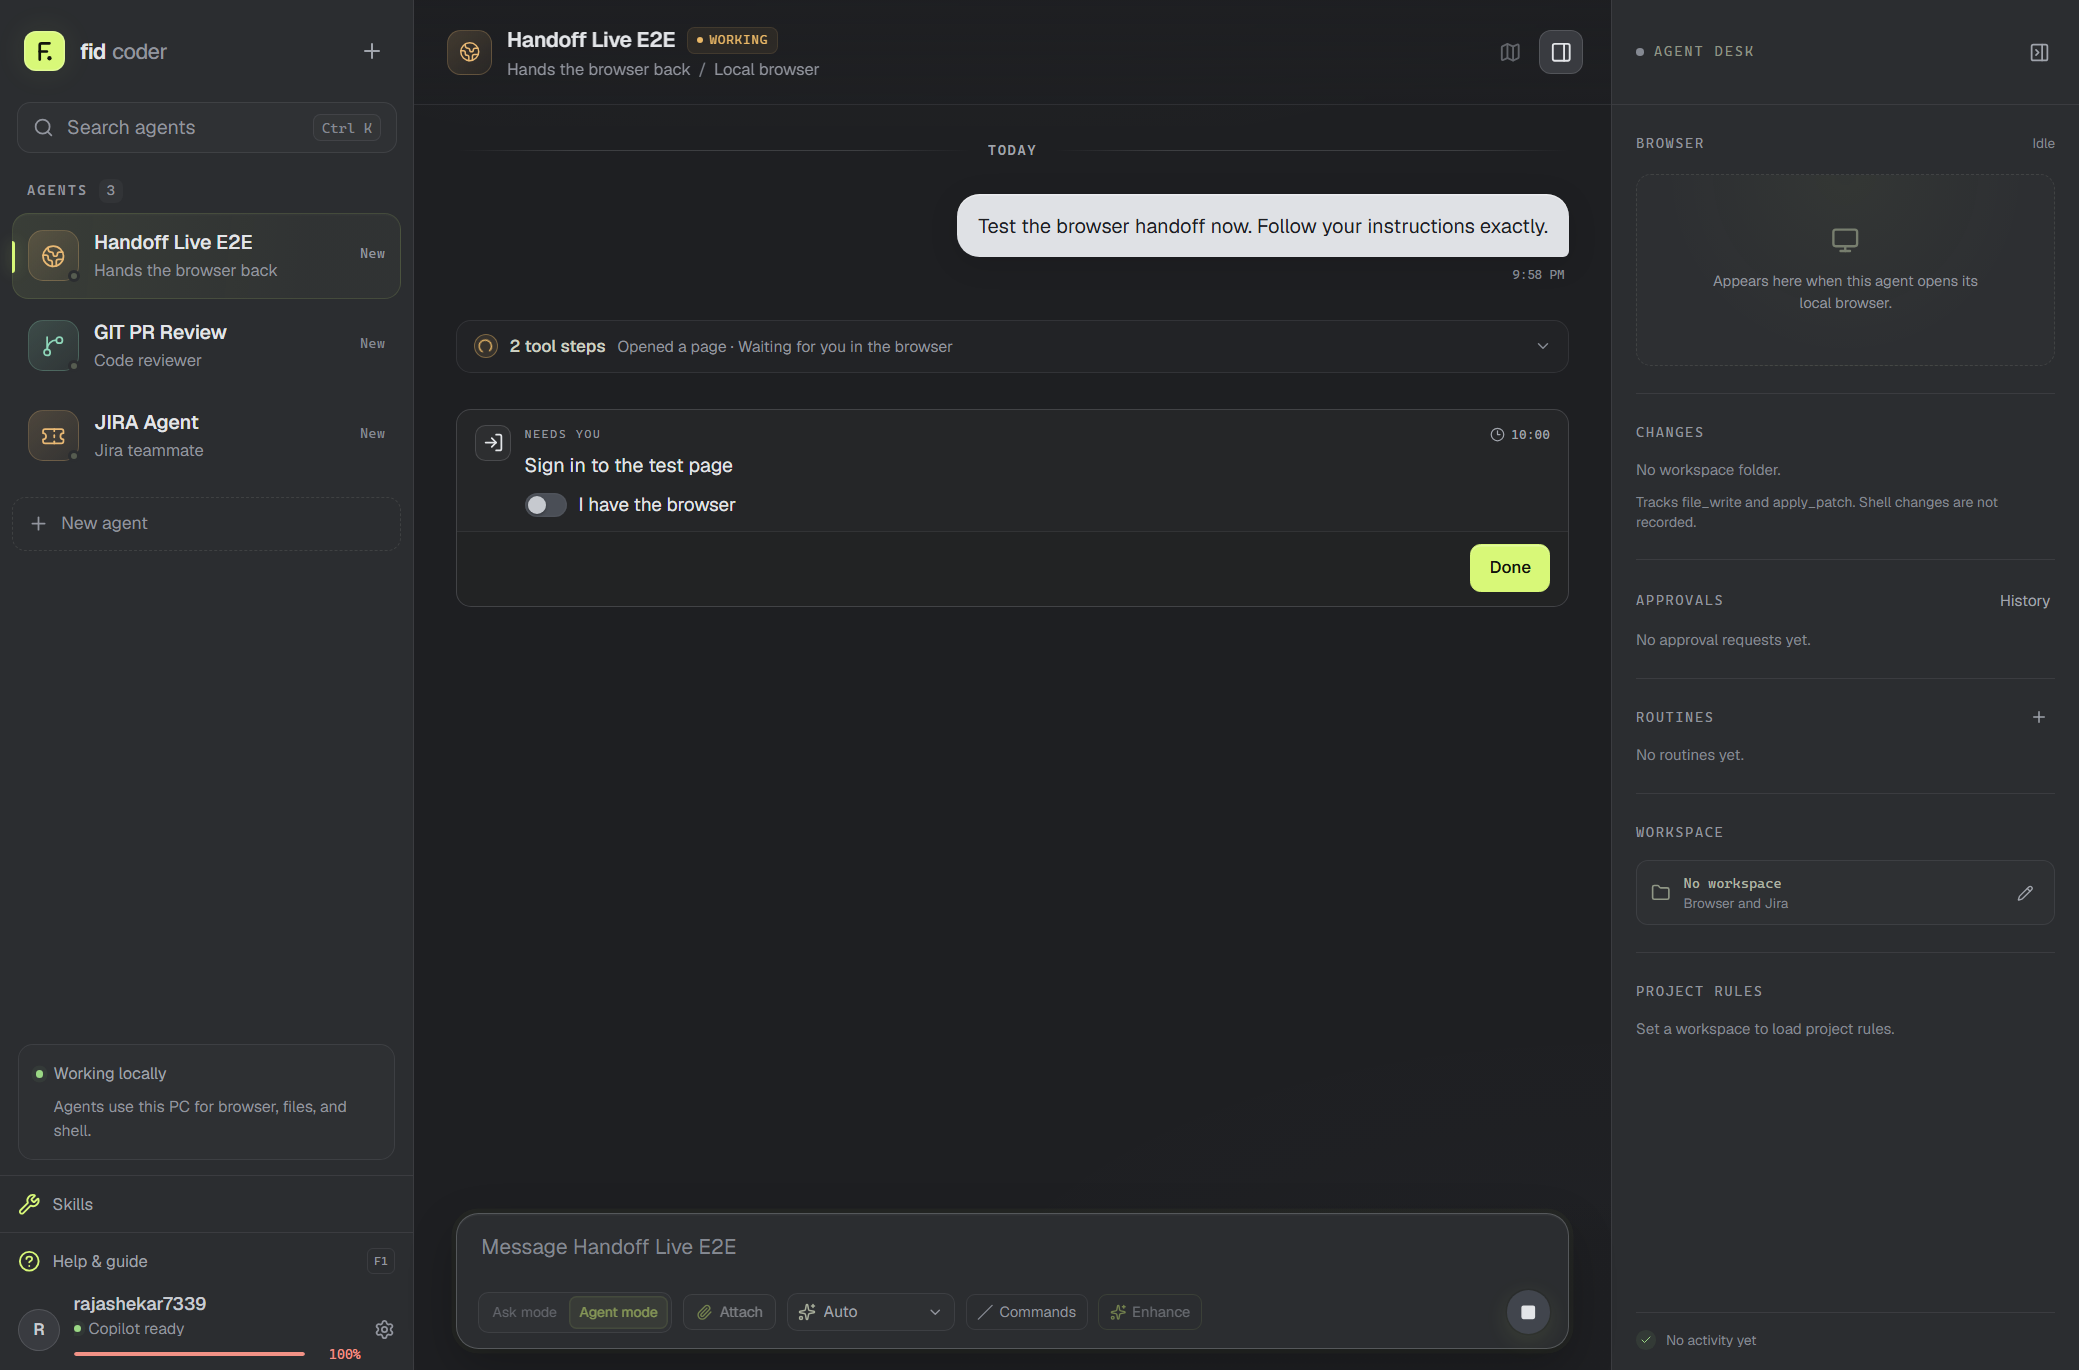 F.
fid coder
Search agents
Ctrl K
AGENTS 3
Handoff Live E2E
Hands the browser back
New
GIT PR Review
Code reviewer
New
JIRA Agent
Jira teammate
New
New agent
Working locally
Agents use this PC for browser, files, and
shell.
Skills
Help & guide
F1
R
rajashekar7339
Copilot ready
100%
Handoff Live E2E
WORKING
Hands the browser back / Local browser
TODAY
Test the browser handoff now. Follow your instructions exactly.
9:58 PM
2 tool steps Opened a page · Waiting for you in the browser
NEEDS YOU
10:00
Sign in to the test page
I have the browser
Done
Message Handoff Live E2E
Ask mode
Agent mode
Attach
Auto
Commands
Enhance
AGENT DESK
BROWSER
Idle
Appears here when this agent opens its
local browser.
CHANGES
No workspace folder.
Tracks file_write and apply_patch. Shell changes are not
recorded.
APPROVALS
History
No approval requests yet.
ROUTINES
No routines yet.
WORKSPACE
No workspace
Browser and Jira
PROJECT RULES
Set a workspace to load project rules.
No activity yet